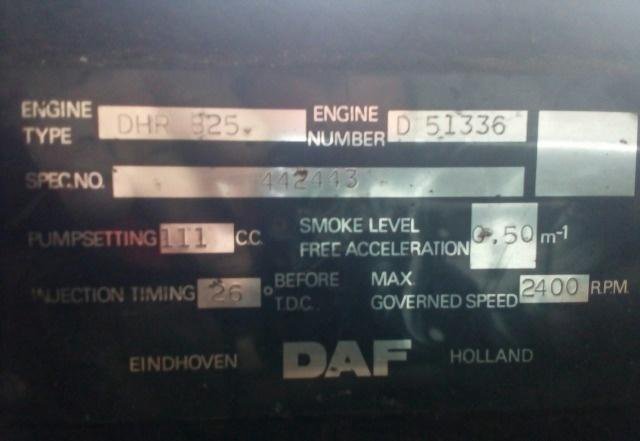 ENGINE TYPE DHR 825 ENGINE NUMBER D 51336
SPEC.NO. 442443
PUMPSETTING 111 C.C. SMOKE LEVEL FREE ACCELERATION 0.50 m-1
INJECTION TIMING 26 ° BEFORE T.D.C. MAX. GOVERNED SPEED 2400 R.P.M.
EINDHOVEN DAF HOLLAND